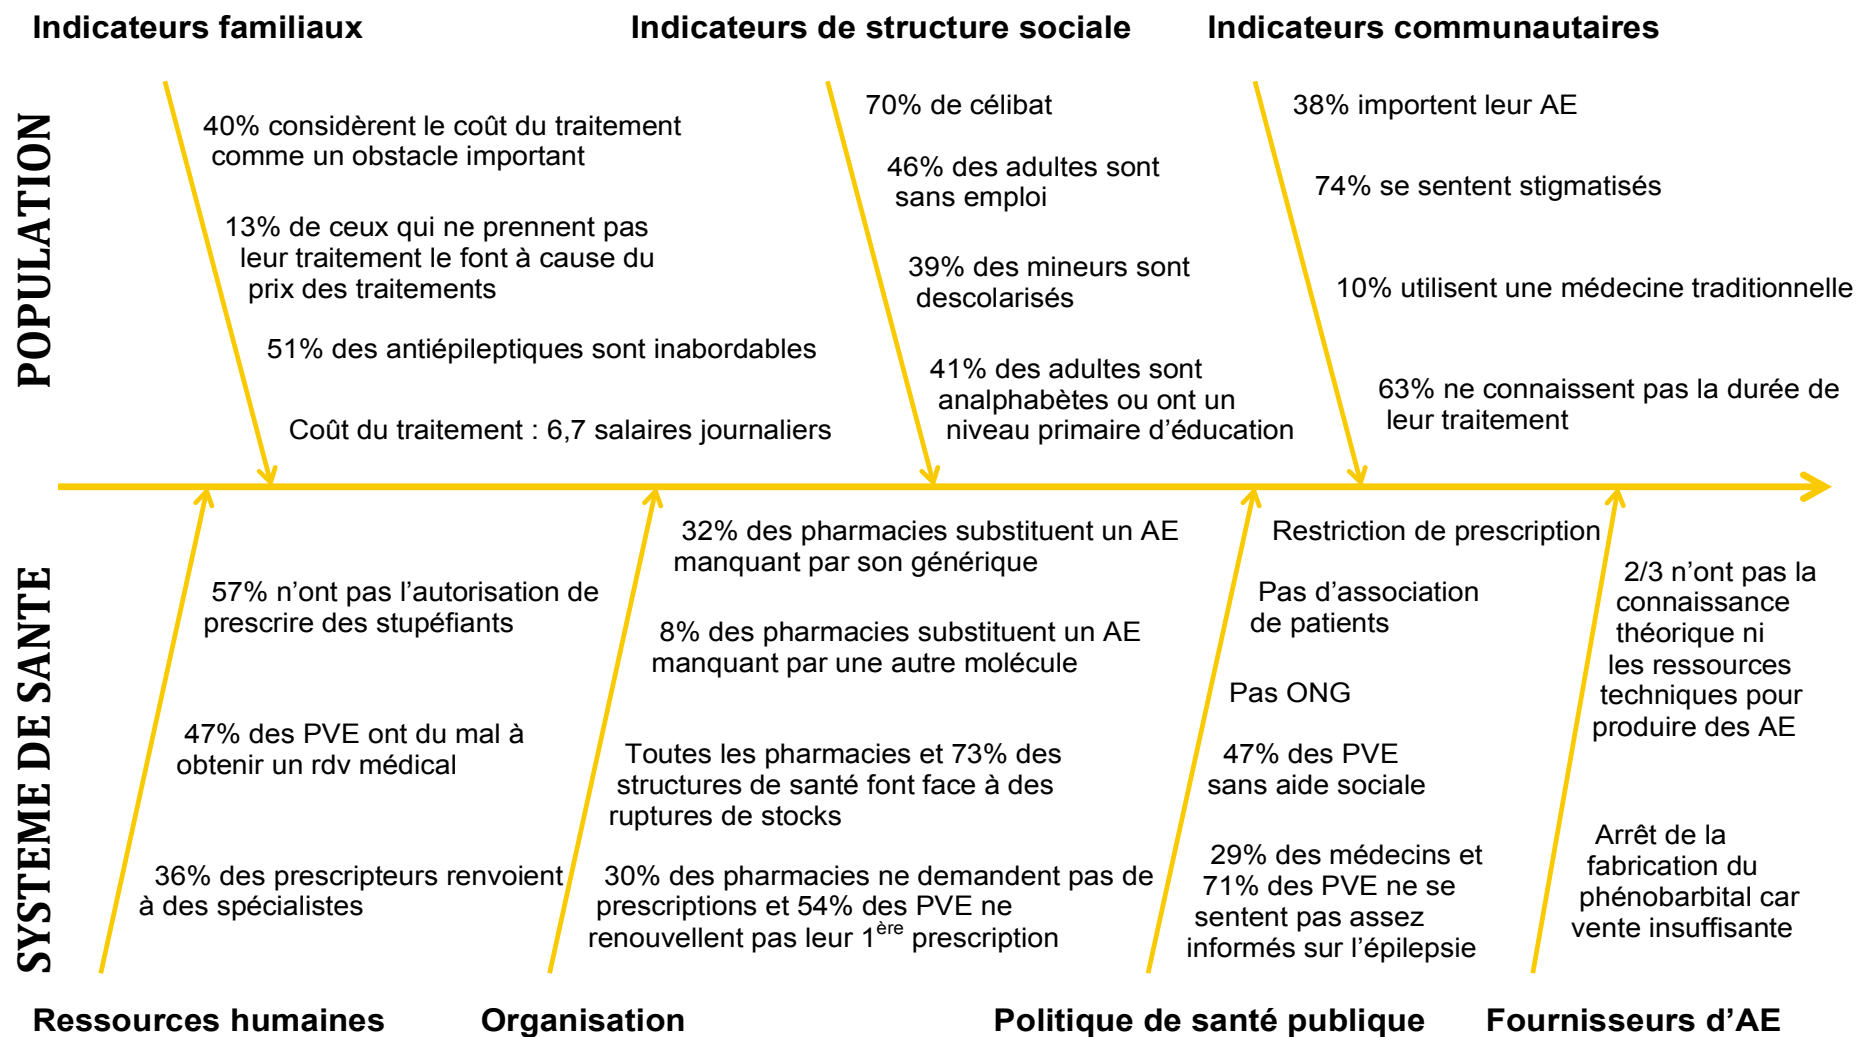 Indicateurs familiaux
Indicateurs de structure sociale
Indicateurs communautaires
POPULATION
40% considèrent le coût du traitement
comme un obstacle important
13% de ceux qui ne prennent pas
leur traitement le font à cause du
prix des traitements
51% des antiépileptiques sont inabordables
Coût du traitement : 6,7 salaires journaliers
70% de célibat
46% des adultes sont
sans emploi
39% des mineurs sont
descolarisés
41% des adultes sont
analphabètes ou ont un
niveau primaire d’éducation
38% importent leur AE
74% se sentent stigmatisés
10% utilisent une médecine traditionnelle
63% ne connaissent pas la durée de
leur traitement
SYSTEME DE SANTE
57% n’ont pas l’autorisation de
prescrire des stupéfiants
47% des PVE ont du mal à
obtenir un rdv médical
36% des prescripteurs renvoient
à des spécialistes
32% des pharmacies substituent un AE
manquant par son générique
8% des pharmacies substituent un AE
manquant par une autre molécule
Toutes les pharmacies et 73% des
structures de santé font face à des
ruptures de stocks
30% des pharmacies ne demandent pas de
prescriptions et 54% des PVE ne
renouvellent pas leur 1ère prescription
Restriction de prescription
Pas d’association
de patients
Pas ONG
47% des PVE
sans aide sociale
29% des médecins et
71% des PVE ne se
sentent pas assez
informés sur l’épilepsie
2/3 n’ont pas la
connaissance
théorique ni
les ressources
techniques pour
produire des AE
Arrêt de la
fabrication du
phénobarbital car
vente insuffisante
Ressources humaines
Organisation
Politique de santé publique
Fournisseurs d’AE